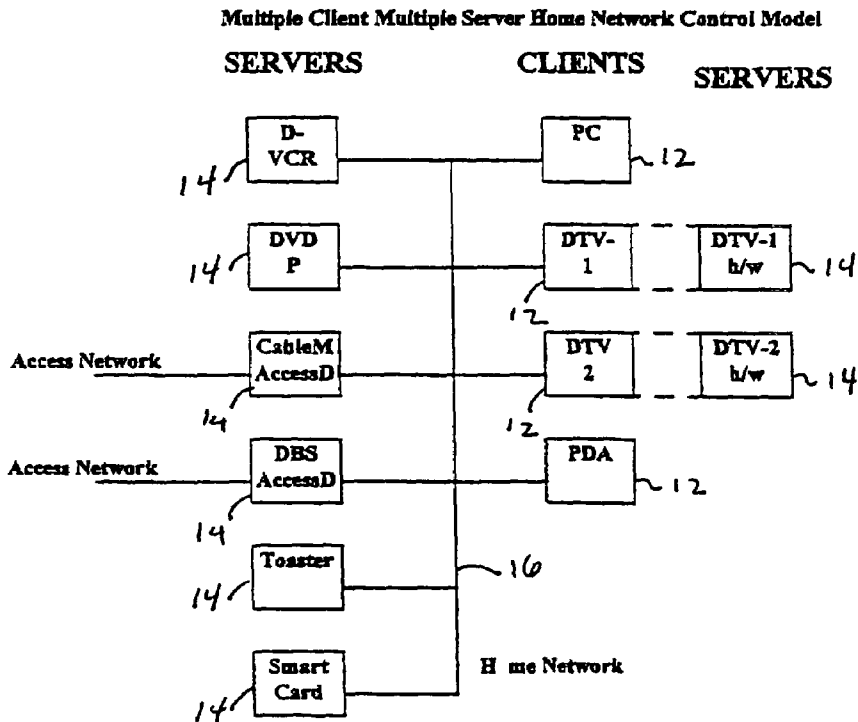 Multiple Client Multiple Server Home Network Control Model
SERVERS CLIENTS SERVERS
D-
VCR
14
PC
12
DVD
P
14
DTV-
1
12
DTV-1
h/w
14
Access Network
CableM
AccessD
14
DTV
2
12
DTV-2
h/w
14
Access Network
DBS
AccessD
14
PDA
12
Toaster
14
16
H me Network
Smart
Card
14